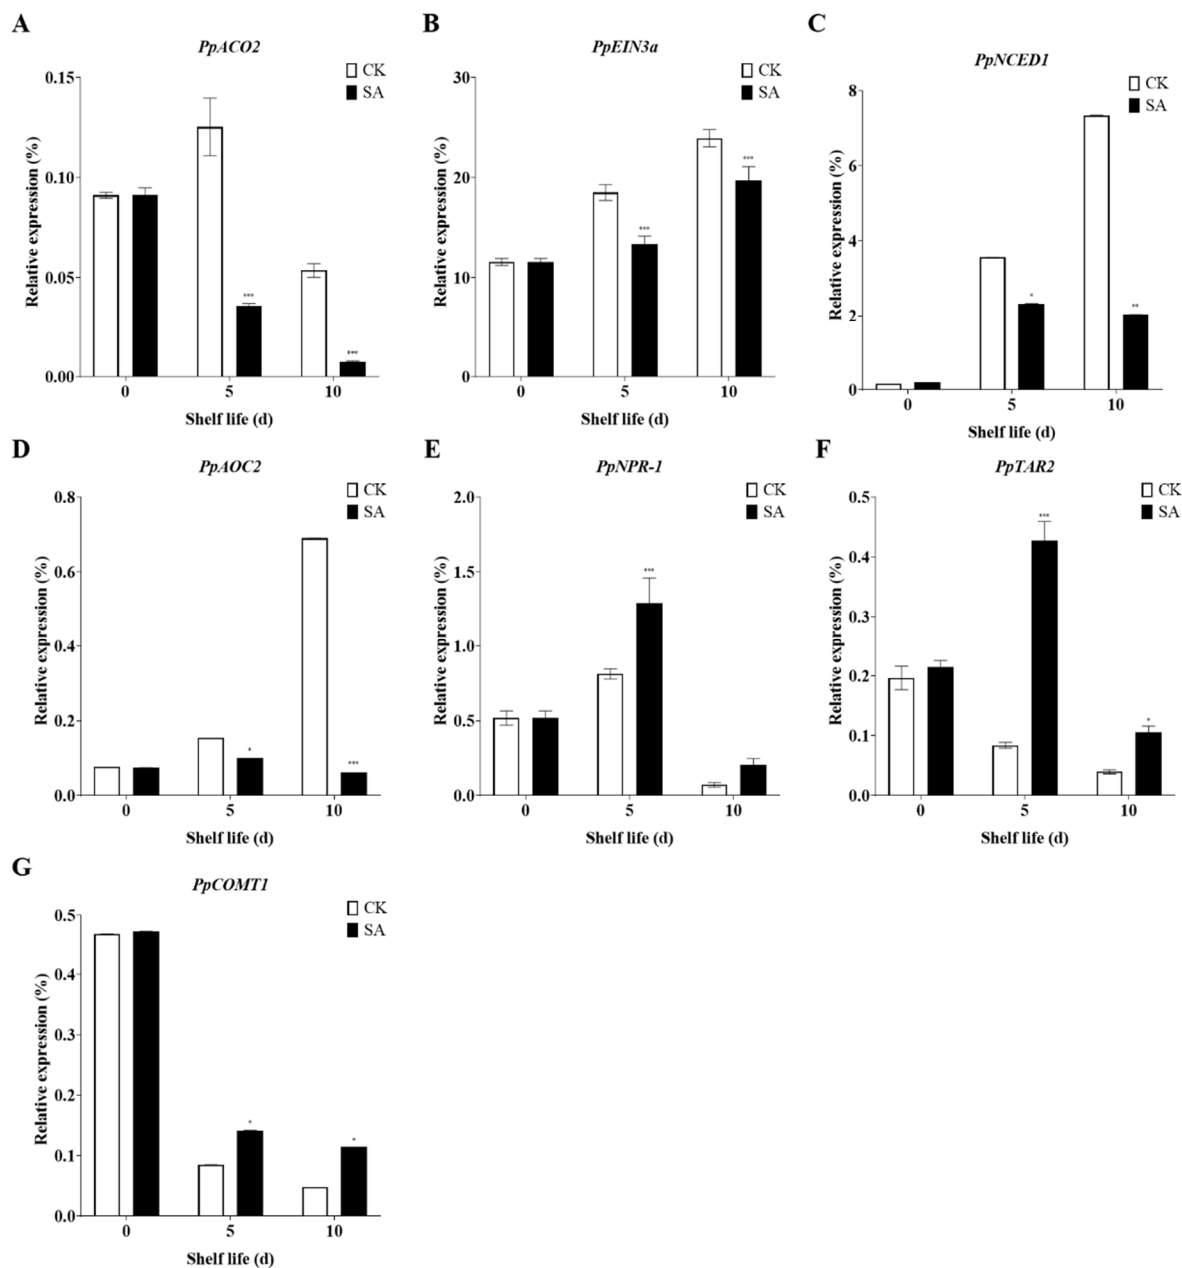 A
PpACO2
CK
SA
Relative expression (%)
0.15
0.10
0.05
0.00
***
***
0
5
10
Shelf life (d)
B
PpEIN3a
CK
SA
Relative expression (%)
30
20
10
0
***
***
0
5
10
Shelf life (d)
C
PpNCED1
CK
SA
Relative expression (%)
8
6
4
2
0
*
**
0
5
10
Shelf life (d)
D
PpAOC2
CK
SA
Relative expression (%)
0.8
0.6
0.4
0.2
0.0
*
***
0
5
10
Shelf life (d)
E
PpNPR-1
CK
SA
Relative expression (%)
2.0
1.5
1.0
0.5
0.0
***
0
5
10
Shelf life (d)
F
PpTAR2
CK
SA
Relative expression (%)
0.5
0.4
0.3
0.2
0.1
0.0
***
*
0
5
10
Shelf life (d)
G
PpCOMT1
CK
SA
Relative expression (%)
0.5
0.4
0.3
0.2
0.1
0.0
*
*
0
5
10
Shelf life (d)